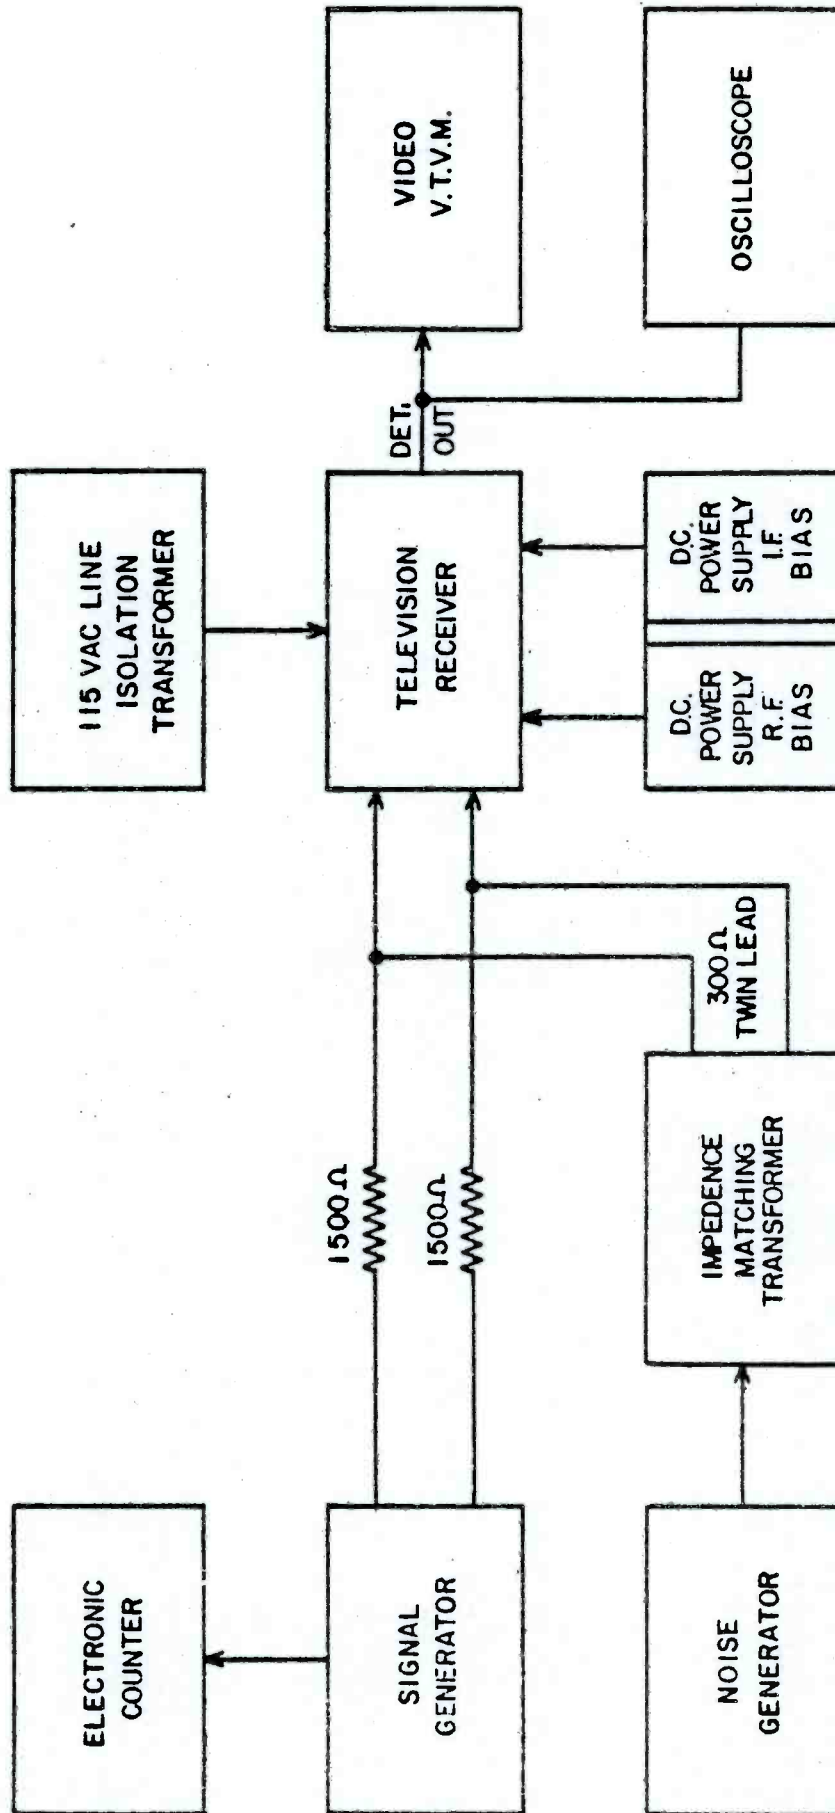 ELECTRONIC
COUNTER
115 VAC LINE
ISOLATION
TRANSFORMER
SIGNAL
GENERATOR
1500Ω
1500Ω
TELEVISION
RECEIVER
DET.
OUT
VIDEO
V.T.V.M.
NOISE
GENERATOR
IMPEDENCE
MATCHING
TRANSFORMER
300Ω
TWIN LEAD
D.C.
POWER
SUPPLY
R.F.
BIAS
D.C.
POWER
SUPPLY
I.F.
BIAS
OSCILLOSCOPE